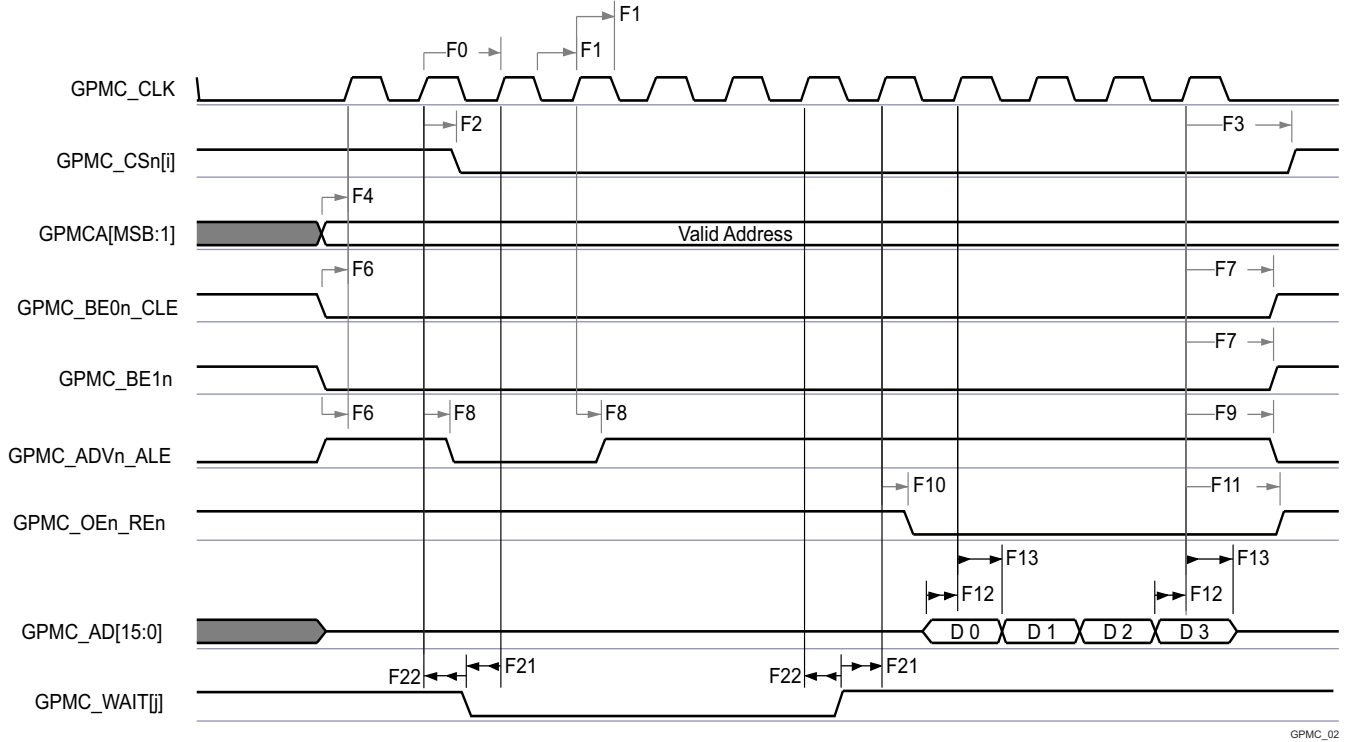 F1
F0
F1
GPMC_CLK
F2
F3
GPMC_CSn[i]
F4
GPMCA[MSB:1]
Valid Address
F6
F7
GPMC_BE0n_CLE
F7
GPMC_BE1n
F6
F8
F8
F9
GPMC_ADVn_ALE
F10
F11
GPMC_OEn_REn
F13
F13
F12
F12
GPMC_AD[15:0]
D 0
D 1
D 2
D 3
F22
F21
F22
F21
GPMC_WAIT[j]
GPMC_02